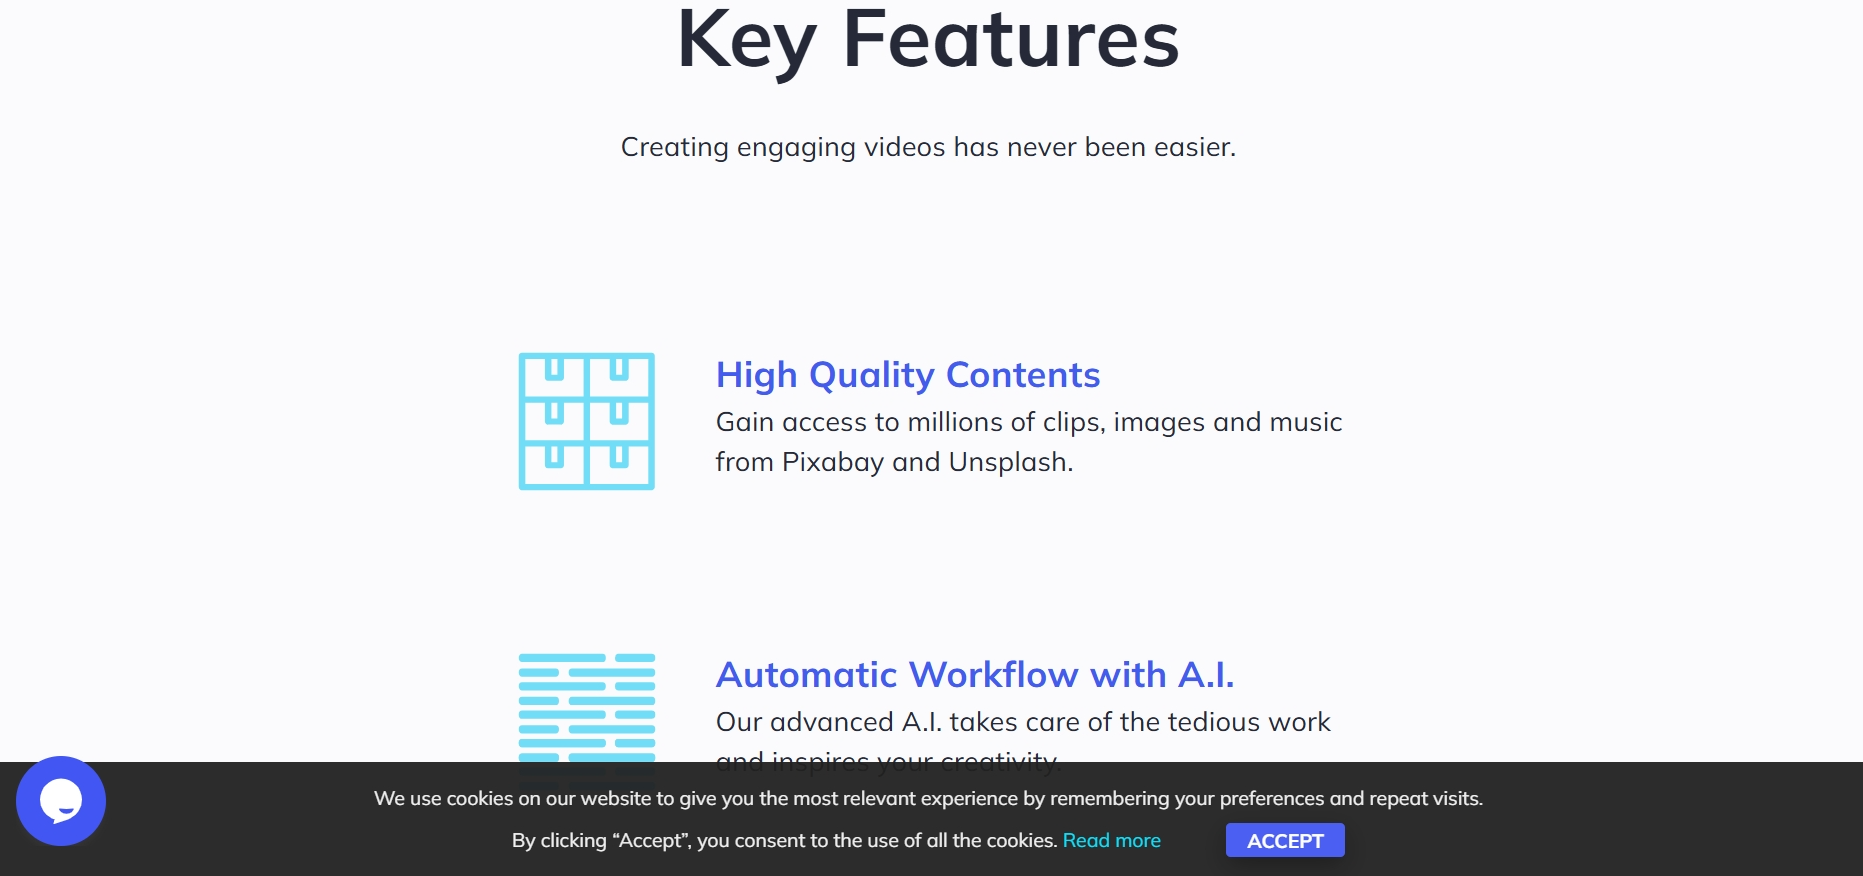 Key Features
Creating engaging videos has never been easier.
High Quality Contents
Gain access to millions of clips, images and music
from Pixabay and Unsplash.
Automatic Workflow with A.I.
Our advanced A.I. takes care of the tedious work
and inspires your creativity.
We use cookies on our website to give you the most relevant experience by remembering your preferences and repeat visits.
By clicking “Accept”, you consent to the use of all the cookies. Read more
ACCEPT